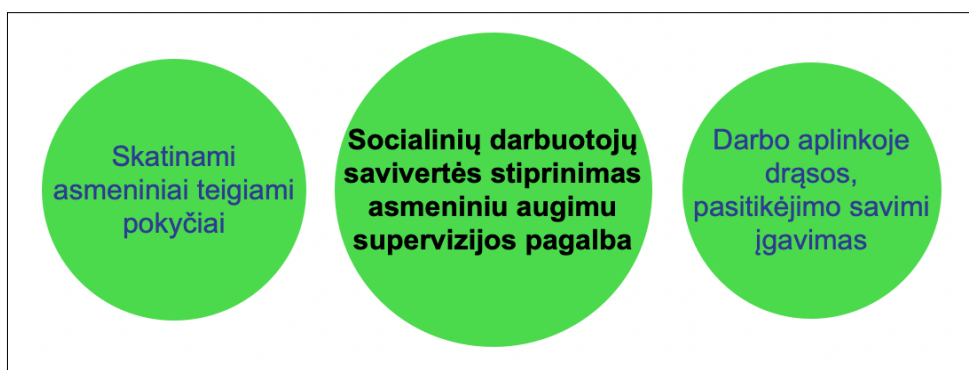 Skatinami
asmeniniai teigiami
pokyčiai
Socialinių darbuotojų
savivertės stiprinimas
asmeniniu augimu
supervizijos pagalba
Darbo aplinkoje
drąsos,
pasitikėjimo savimi
įgavimas